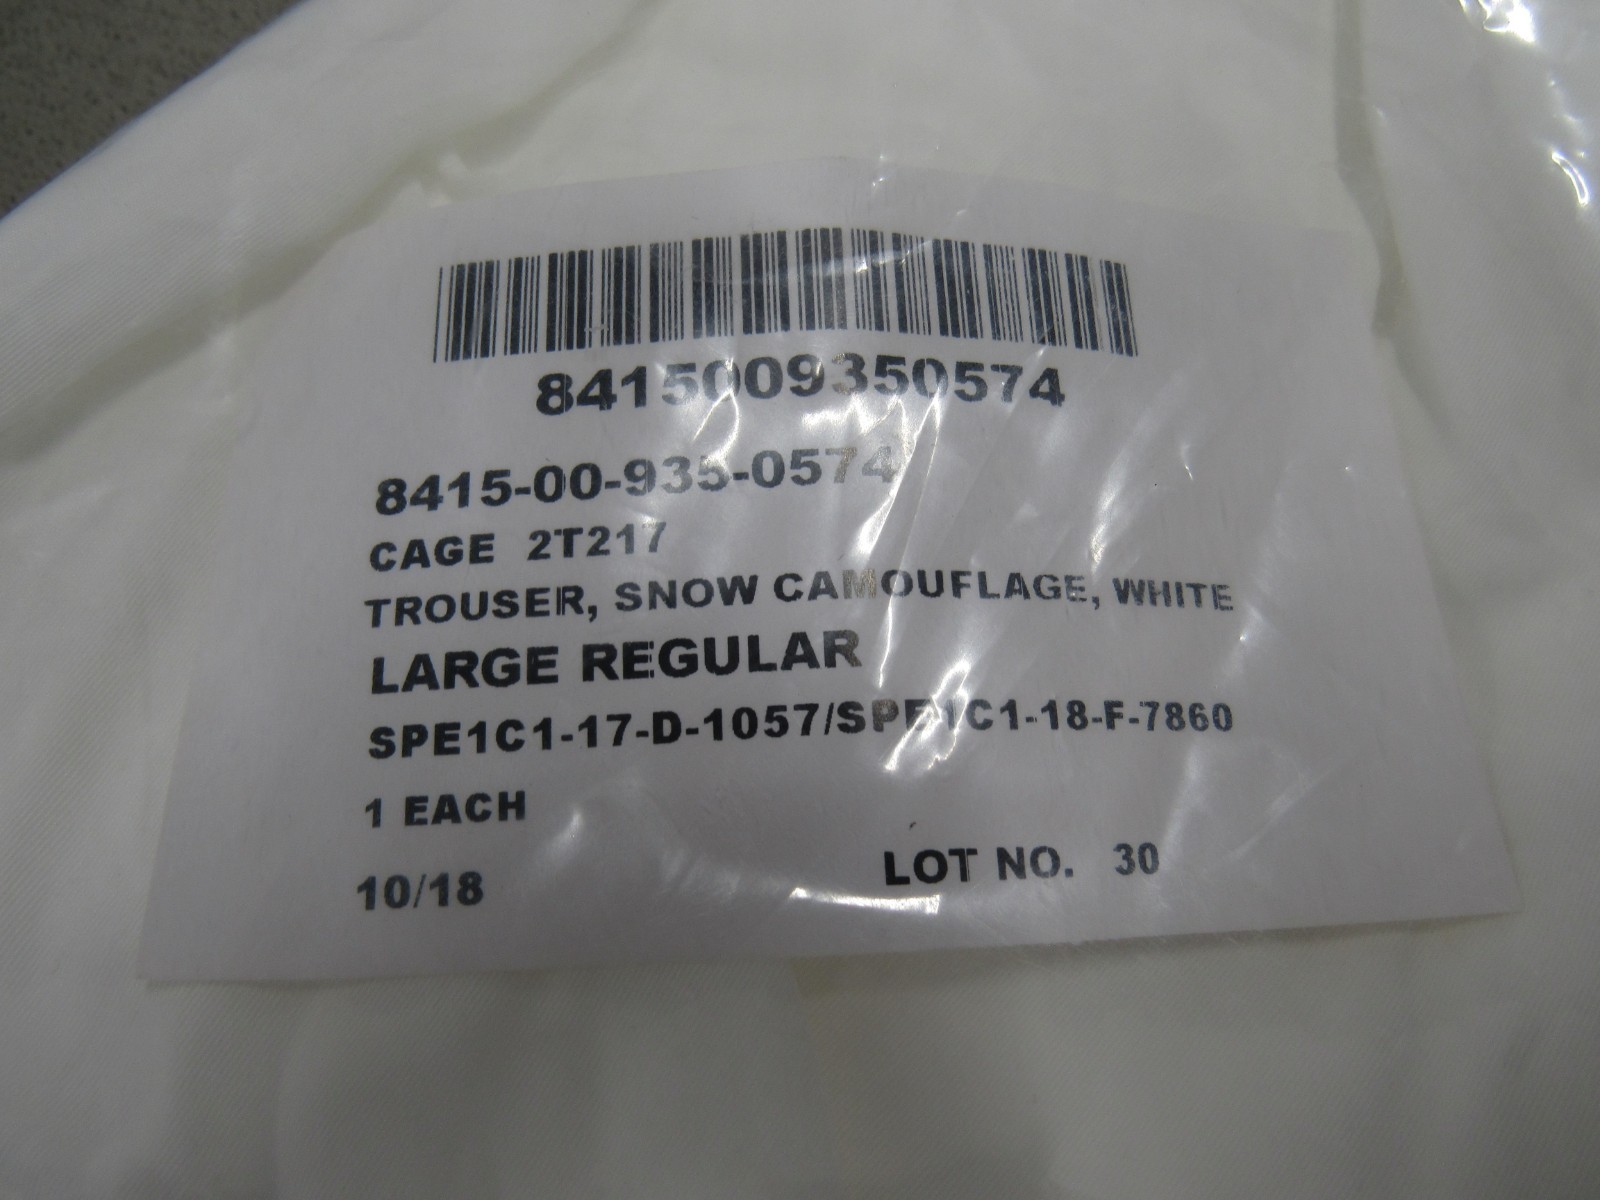 8415009350574
8415-00-935-0574
CAGE 2T217
TROUSER, SNOW CAMOUFLAGE, WHITE
LARGE REGULAR
SPE1C1-17-D-1057/SPE1C1-18-F-7860
1 EACH
10/18 LOT NO. 30